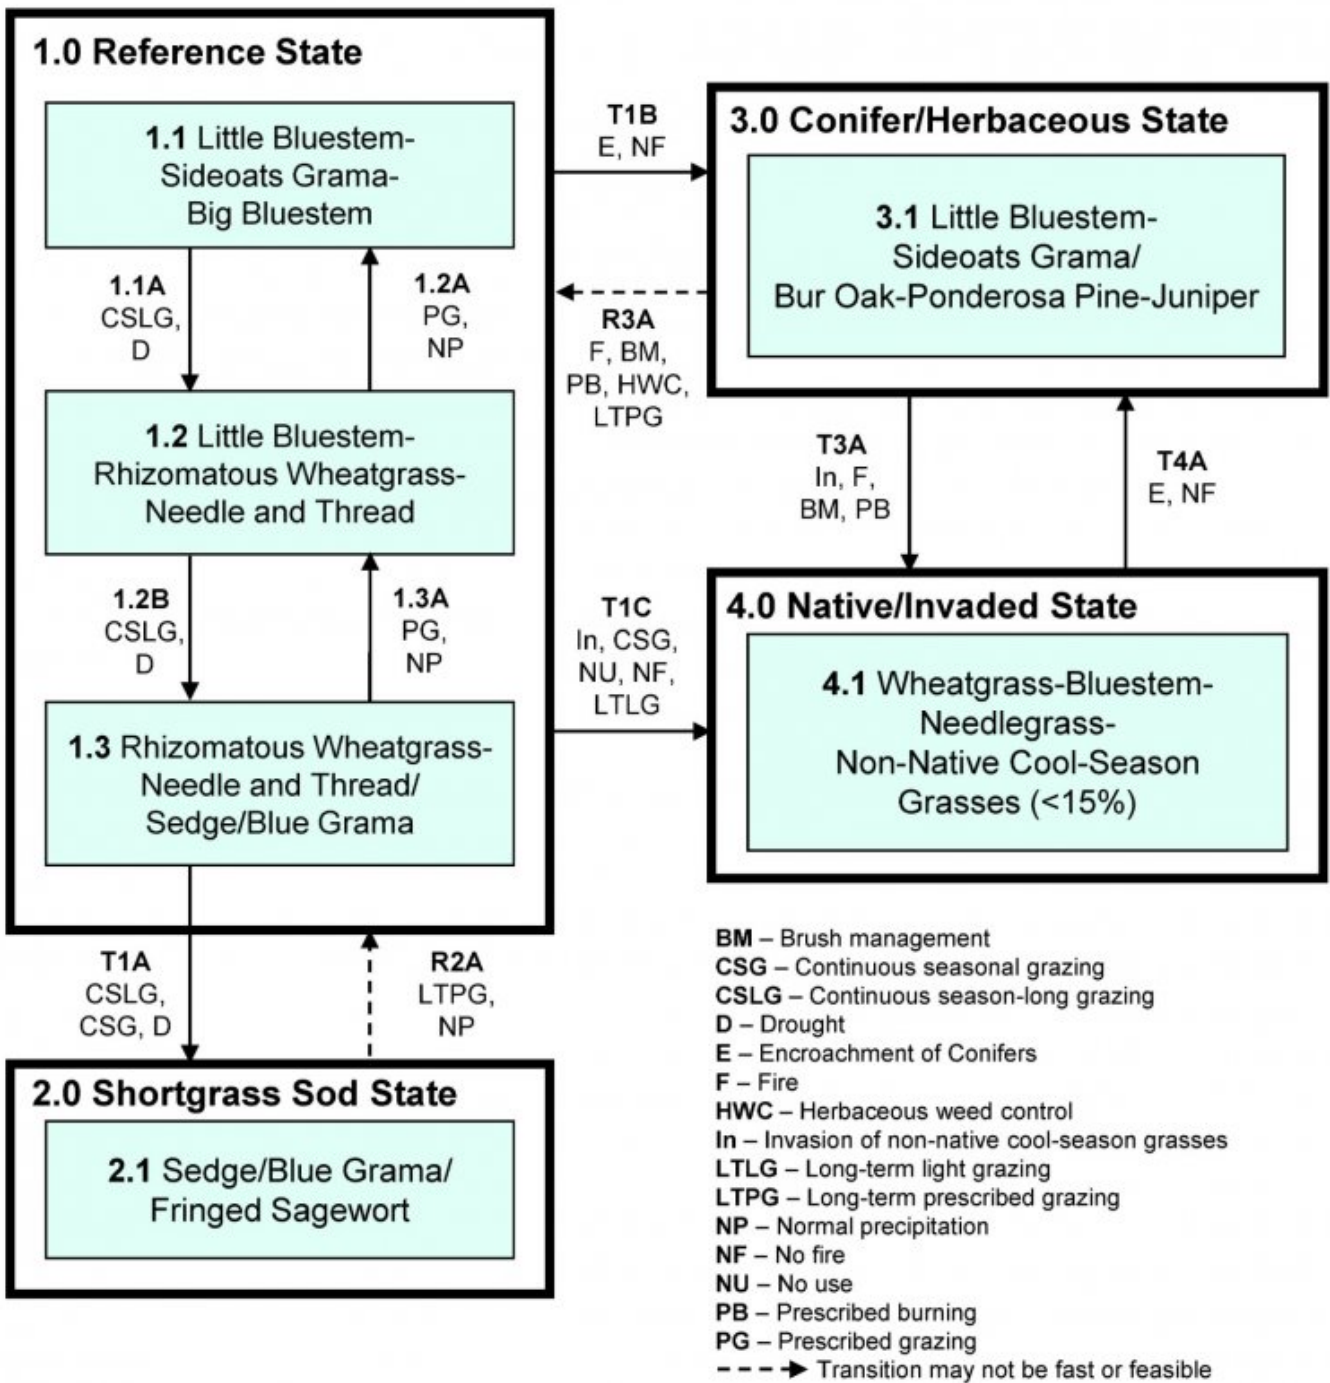 1.0 Reference State
1.1 Little Bluestem-
Sideoats Grama-
Big Bluestem
1.1A
CSLG,
D
1.2A
PG,
NP
1.2 Little Bluestem-
Rhizomatous Wheatgrass-
Needle and Thread
1.2B
CSLG,
D
1.3A
PG,
NP
1.3 Rhizomatous Wheatgrass-
Needle and Thread/
Sedge/Blue Grama
T1A
CSLG,
CSG, D
R2A
LTPG,
NP
2.0 Shortgrass Sod State
2.1 Sedge/Blue Grama/
Fringed Sagewort
T1B
E, NF
R3A
F, BM,
PB, HWC,
LTPG
T1C
In, CSG,
NU, NF,
LTLG
3.0 Conifer/Herbaceous State
3.1 Little Bluestem-
Sideoats Grama/
Bur Oak-Ponderosa Pine-Juniper
T3A
In, F,
BM, PB
T4A
E, NF
4.0 Native/Invaded State
4.1 Wheatgrass-Bluestem-
Needlegrass-
Non-Native Cool-Season
Grasses (<15%)
BM – Brush management
CSG – Continuous seasonal grazing
CSLG – Continuous season-long grazing
D – Drought
E – Encroachment of Conifers
F – Fire
HWC – Herbaceous weed control
In – Invasion of non-native cool-season grasses
LTLG – Long-term light grazing
LTPG – Long-term prescribed grazing
NP – Normal precipitation
NF – No fire
NU – No use
PB – Prescribed burning
PG – Prescribed grazing
Transition may not be fast or feasible